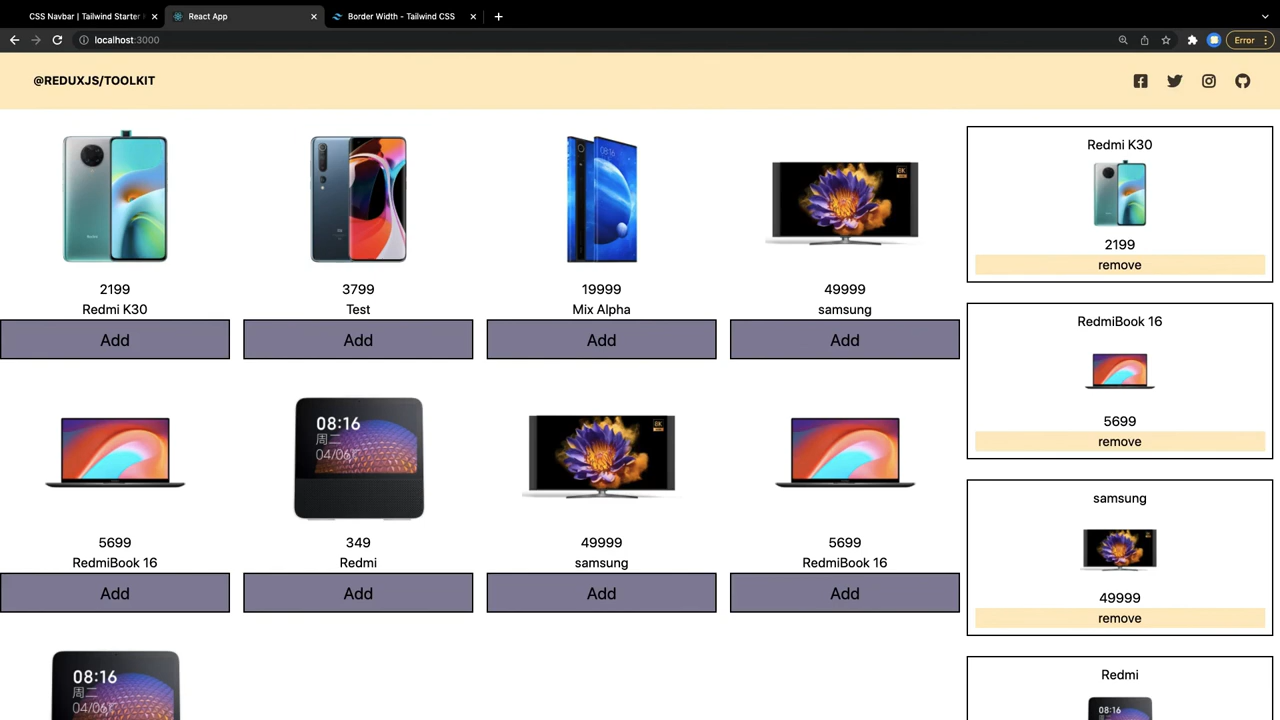 CSS Navbar | Tailwind Starter
React App
Border Width - Tailwind CSS
localhost:3000
Error
@REDUXJS/TOOLKIT
2199
Redmi K30
Add
3799
Test
Add
19999
Mix Alpha
Add
49999
samsung
Add
5699
RedmiBook 16
Add
08:16
周二
04/06
349
Redmi
Add
49999
samsung
Add
5699
RedmiBook 16
Add
08:16
周二
04/06
Redmi K30
2199
remove
RedmiBook 16
5699
remove
samsung
49999
remove
Redmi
08:16